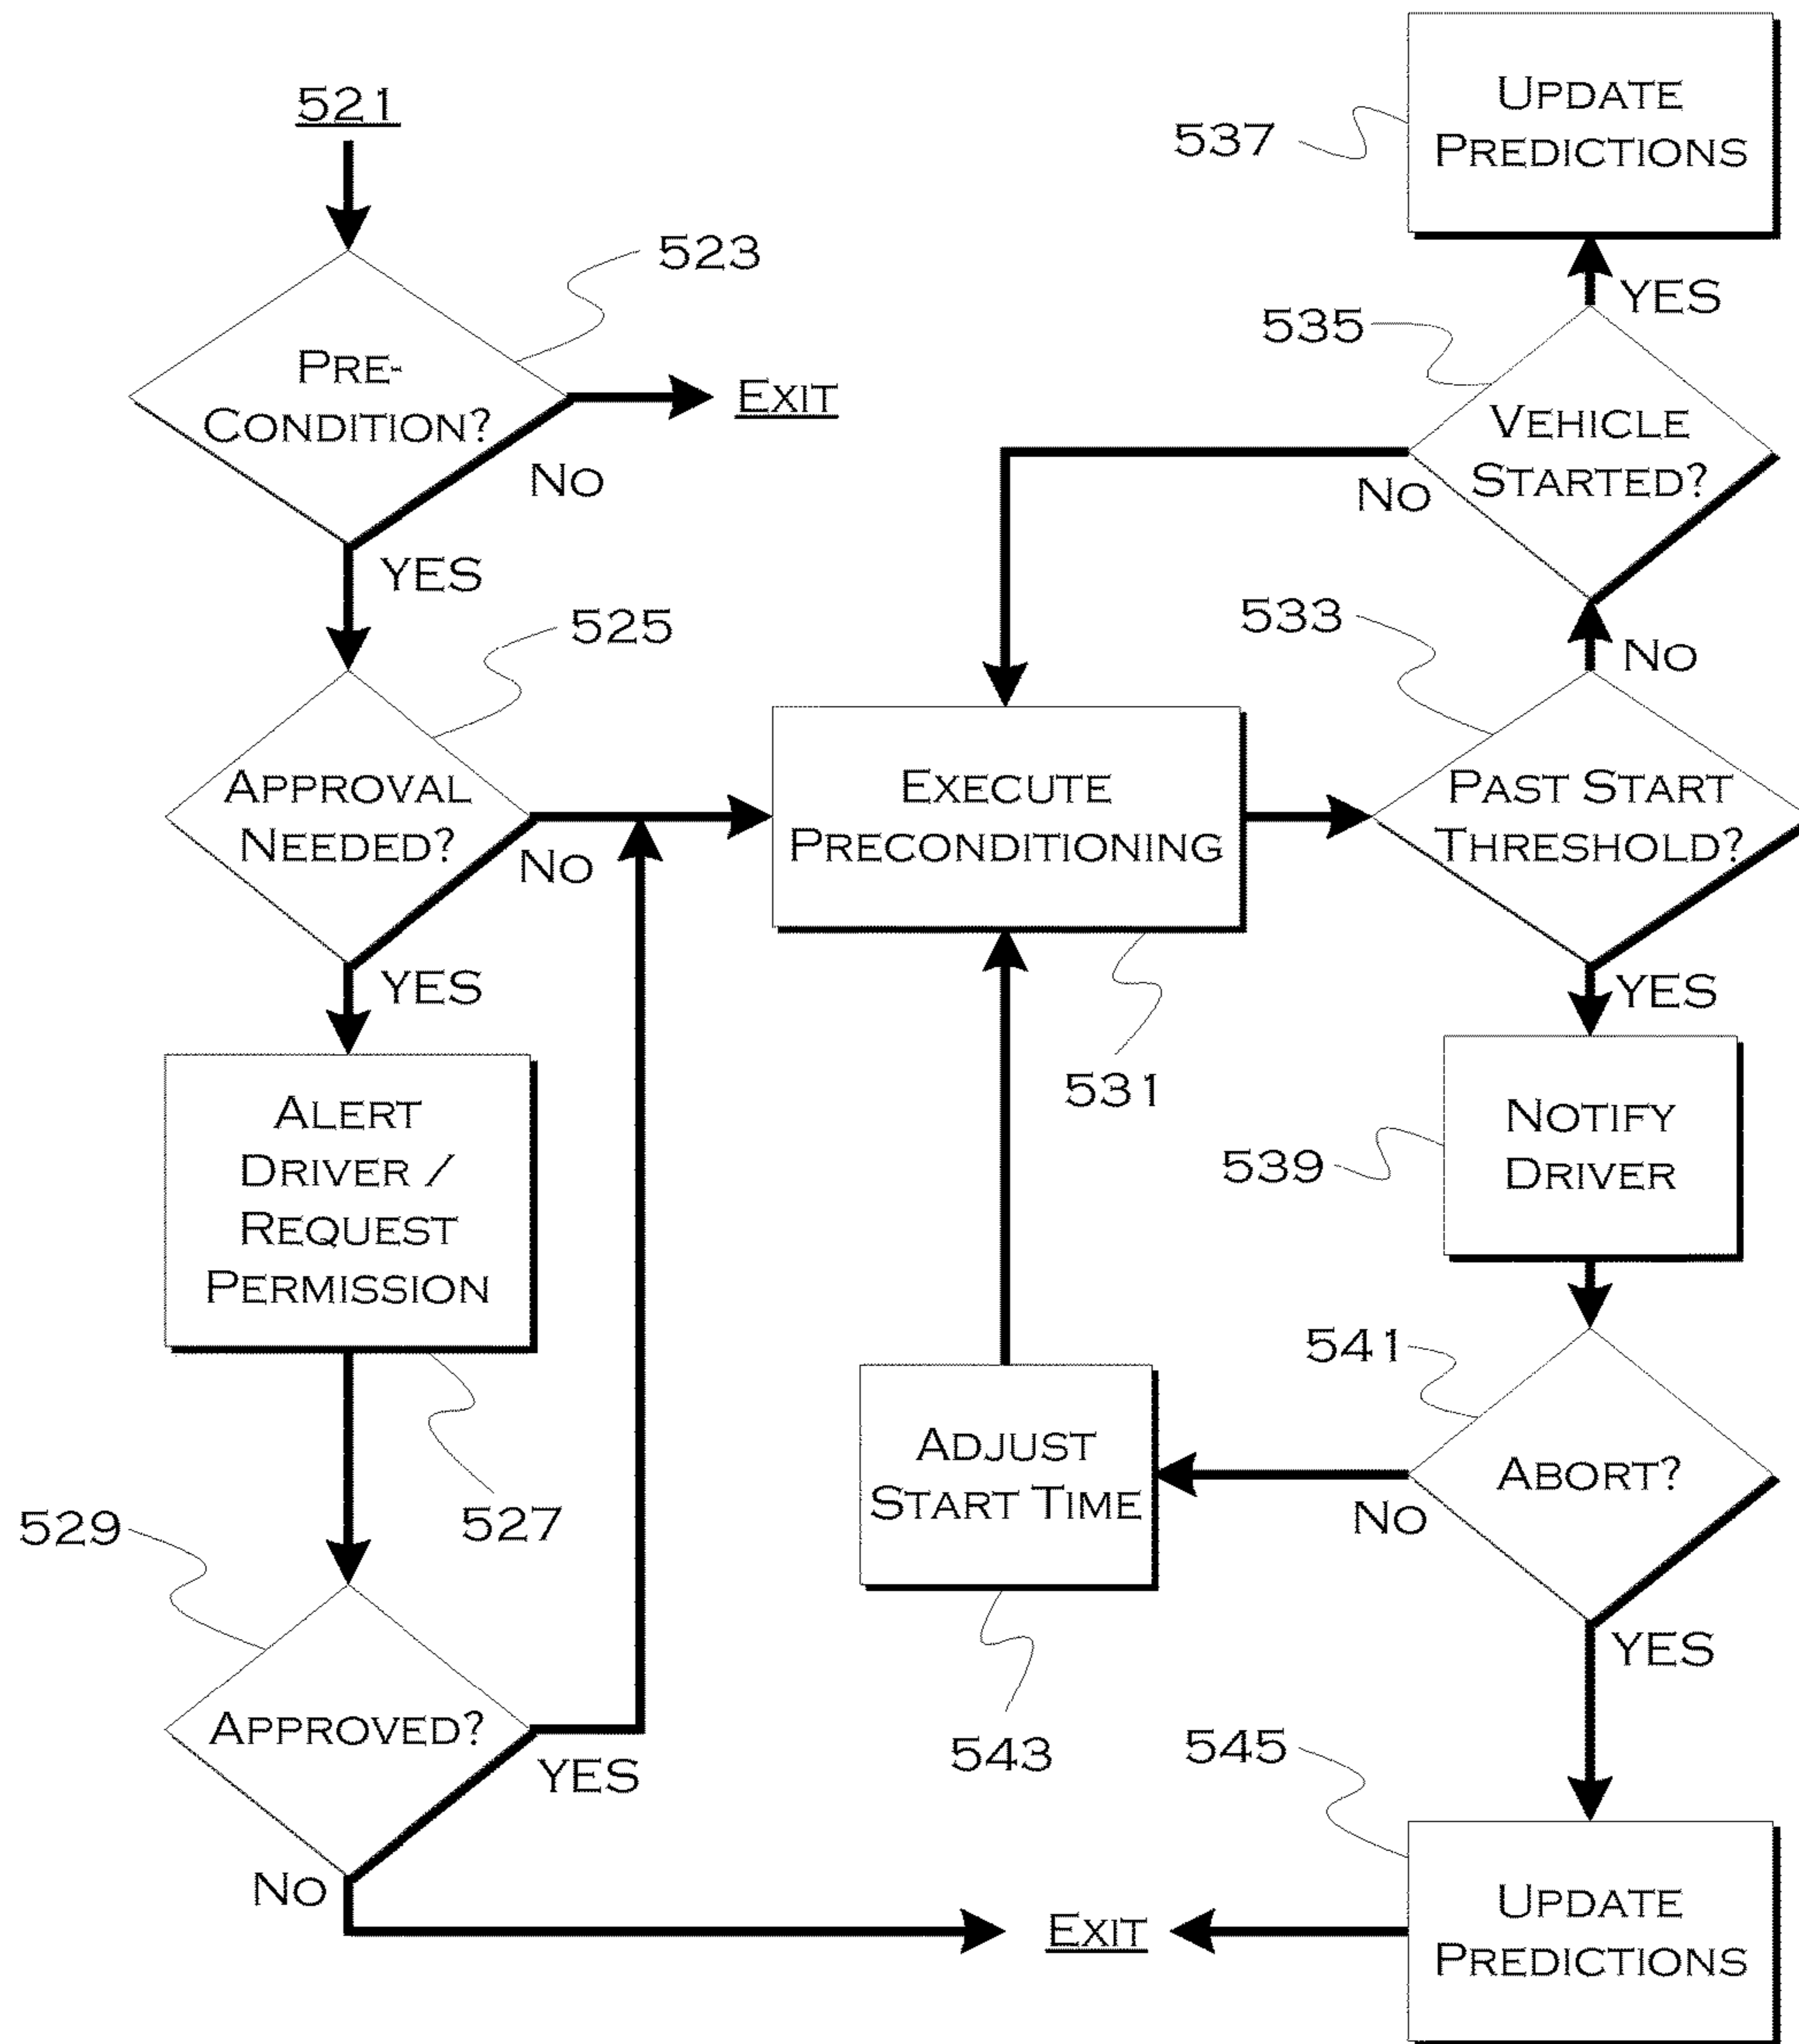 521
523
PRE-
CONDITION?
NO
EXIT
YES
525
APPROVAL
NEEDED?
NO
YES
ALERT
DRIVER /
REQUEST
PERMISSION
527
529
APPROVED?
YES
NO
EXIT
EXECUTE
PRECONDITIONING
531
533
PAST START
THRESHOLD?
NO
YES
535
VEHICLE
STARTED?
NO
YES
537
UPDATE
PREDICTIONS
539
NOTIFY
DRIVER
541
ABORT?
NO
YES
ADJUST
START TIME
543
545
UPDATE
PREDICTIONS